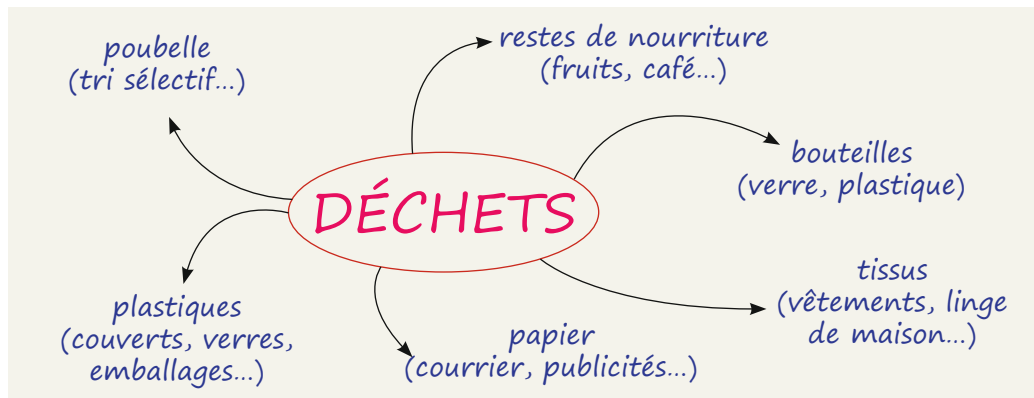 poubelle
(tri sélectif...)
restes de nourriture
(fruits, café...)
bouteilles
(verre, plastique)
DÉCHETS
tissus
(vêtements, linge
de maison...)
plastiques
(couverts, verres,
emballages...)
papier
(courrier, publicités...)